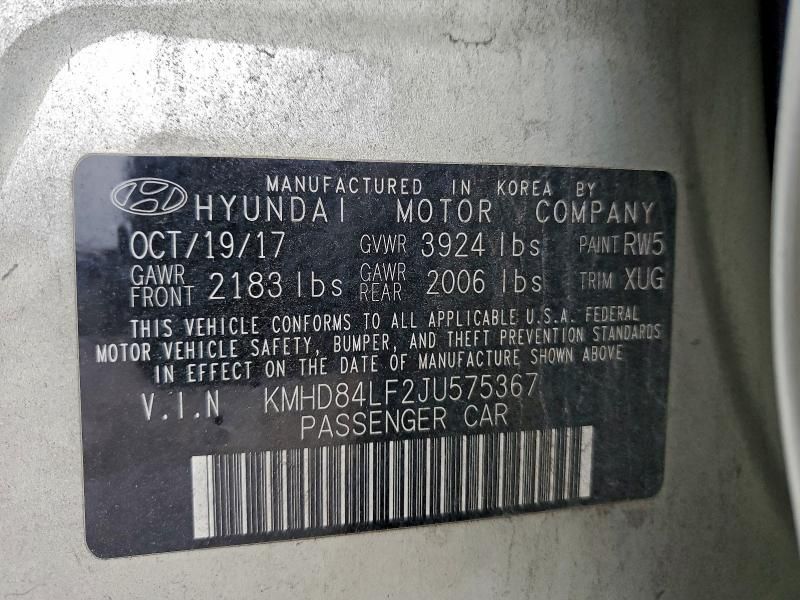 MANUFACTURED IN KOREA BY
HYUNDAI MOTOR COMPANY
OCT/19/17 GVWR 3924 lbs PAINT RW5
GAWR FRONT 2183 lbs GAWR REAR 2006 lbs TRIM XUG
THIS VEHICLE CONFORMS TO ALL APPLICABLE U.S.A. FEDERAL
MOTOR VEHICLE SAFETY, BUMPER, AND THEFT PREVENTION STANDARDS
IN EFFECT ON THE DATE OF MANUFACTURE SHOWN ABOVE
V.I.N KMHD84LF2JU575367
PASSENGER CAR